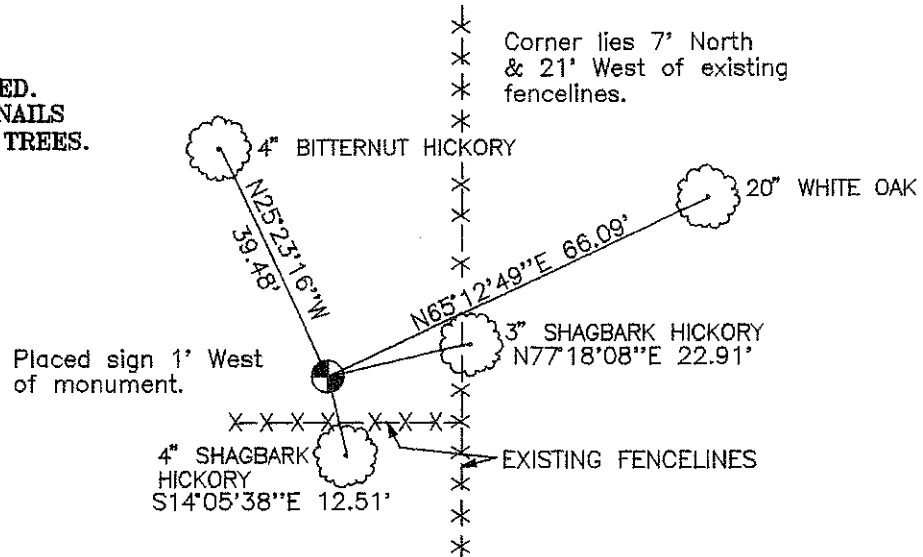 ED.
NAILS
TREES.
Corner lies 7' North
& 21' West of existing
fencelines.
4" BITTERNUT HICKORY
20" WHITE OAK
N25°23'16"W
39.48'
N65°12'49"E 66.09'
3" SHAGBARK HICKORY
N77°18'08"E 22.91'
Placed sign 1' West
of monument.
4" SHAGBARK
HICKORY
S14°05'38"E 12.51'
EXISTING FENCELINES